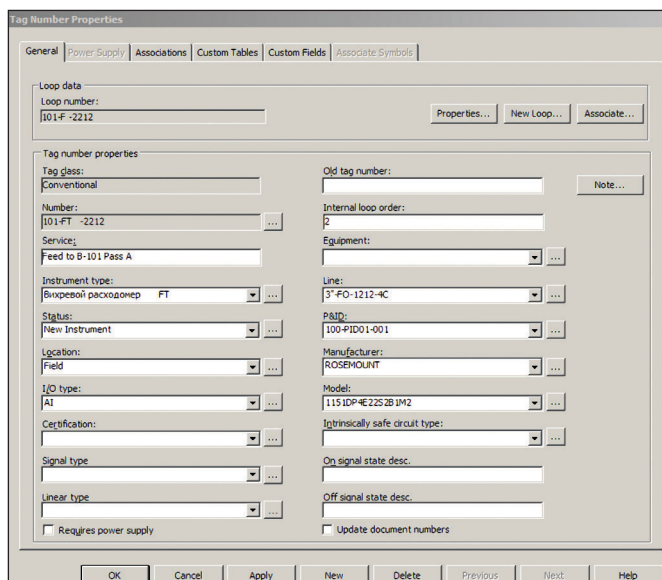 Tag Number Properties
General Power Supply Associations Custom Tables Custom Fields Associate Symbols
Loop data
Loop number:
101-F -2212
Properties... New Loop... Associate...
Tag number properties
Tag class:
Conventional
Old tag number:
Note...
Number:
101-FT -2212 ...
Internal loop order:
2
Service:
Feed to B-101 Pass A
Equipment:
...
Instrument type:
Вихревой расходомер FT ...
Line:
3"-FO-1212-4C ...
Status:
New Instrument ...
P&ID:
100-PID01-001 ...
Location:
Field ...
Manufacturer:
ROSEMOUNT ...
I/O type:
AI ...
Model:
1151DP4E22S2B1M2 ...
Certification:
...
Intrinsically safe circuit type:
...
Signal type
...
On signal state desc.
Linear type
...
Off signal state desc.
Requires power supply
Update document numbers
OK Cancel Apply New Delete Previous Next Help